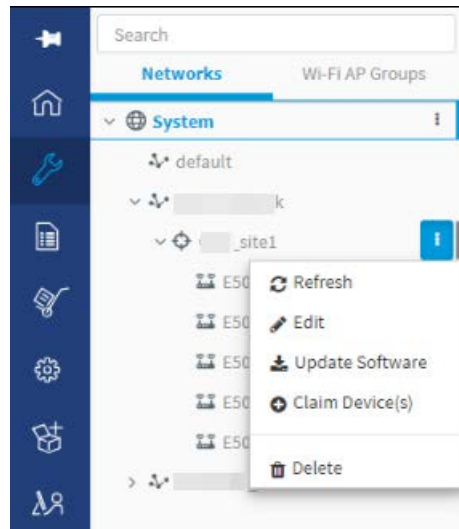 Search
Networks Wi-Fi AP Groups
System
default
k
_site1
E50
Refresh
E50
Edit
E50
Update Software
E50
Claim Device(s)
E50
Delete